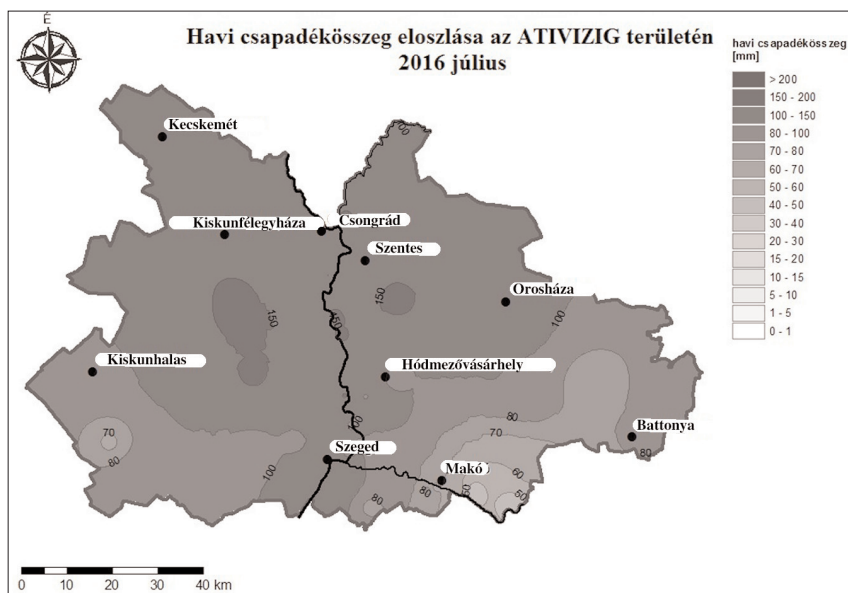 É
Havi csapadékösszeg eloszlása az ATIVIZIG területén
2016 július
havi csapadékösszeg
[mm]
> 200
150 - 200
100 - 150
80 - 100
70 - 80
60 - 70
50 - 60
40 - 50
30 - 40
20 - 30
15 - 20
10 - 15
5 - 10
1 - 5
0 - 1
Kecskemét
Kiskunfélegyháza
Csongrád
Szentes
150
150
150
Orosháza
100
Kiskunhalas
Hódmezővásárhely
70
80
100
100
80
70
Battonya
80
Szeged
Makó
60
50
80
80
0 5 10 20 30 40 km